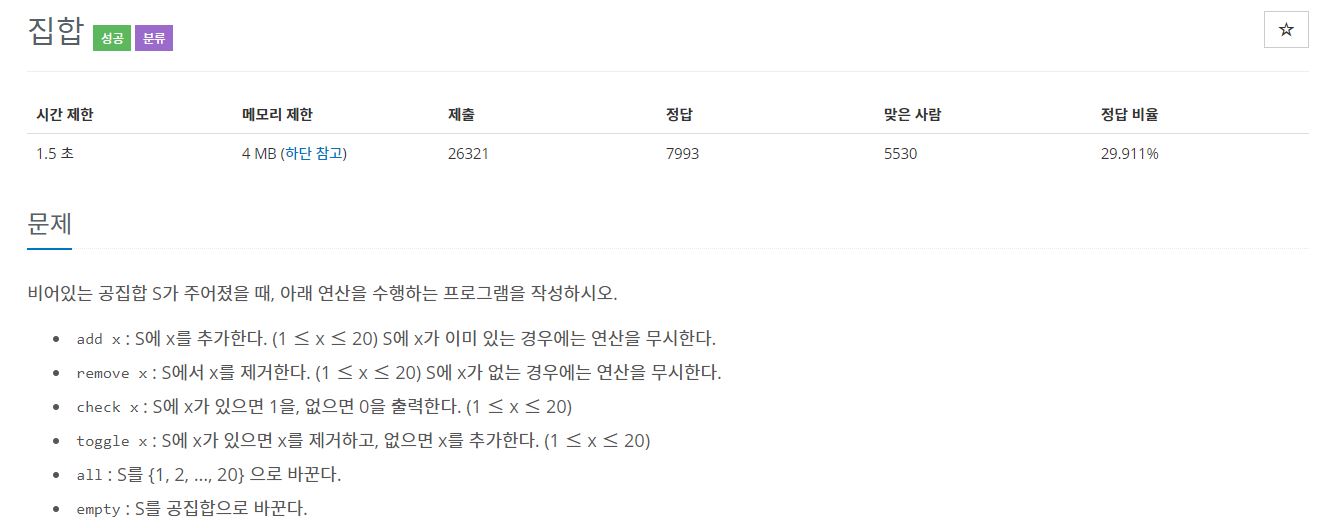 집합 성공 분류
☆
시간 제한 메모리 제한 제출 정답 맞은 사람 정답 비율
1.5 초 4 MB (하단 참고) 26321 7993 5530 29.911%
문제
비어있는 공집합 S가 주어졌을 때, 아래 연산을 수행하는 프로그램을 작성하시오.
• add x : S에 x를 추가한다. (1 ≤ x ≤ 20) S에 x가 이미 있는 경우에는 연산을 무시한다.
• remove x : S에서 x를 제거한다. (1 ≤ x ≤ 20) S에 x가 없는 경우에는 연산을 무시한다.
• check x : S에 x가 있으면 1을, 없으면 0을 출력한다. (1 ≤ x ≤ 20)
• toggle x : S에 x가 있으면 x를 제거하고, 없으면 x를 추가한다. (1 ≤ x ≤ 20)
• all : S를 {1, 2, ..., 20} 으로 바꾼다.
• empty : S를 공집합으로 바꾼다.